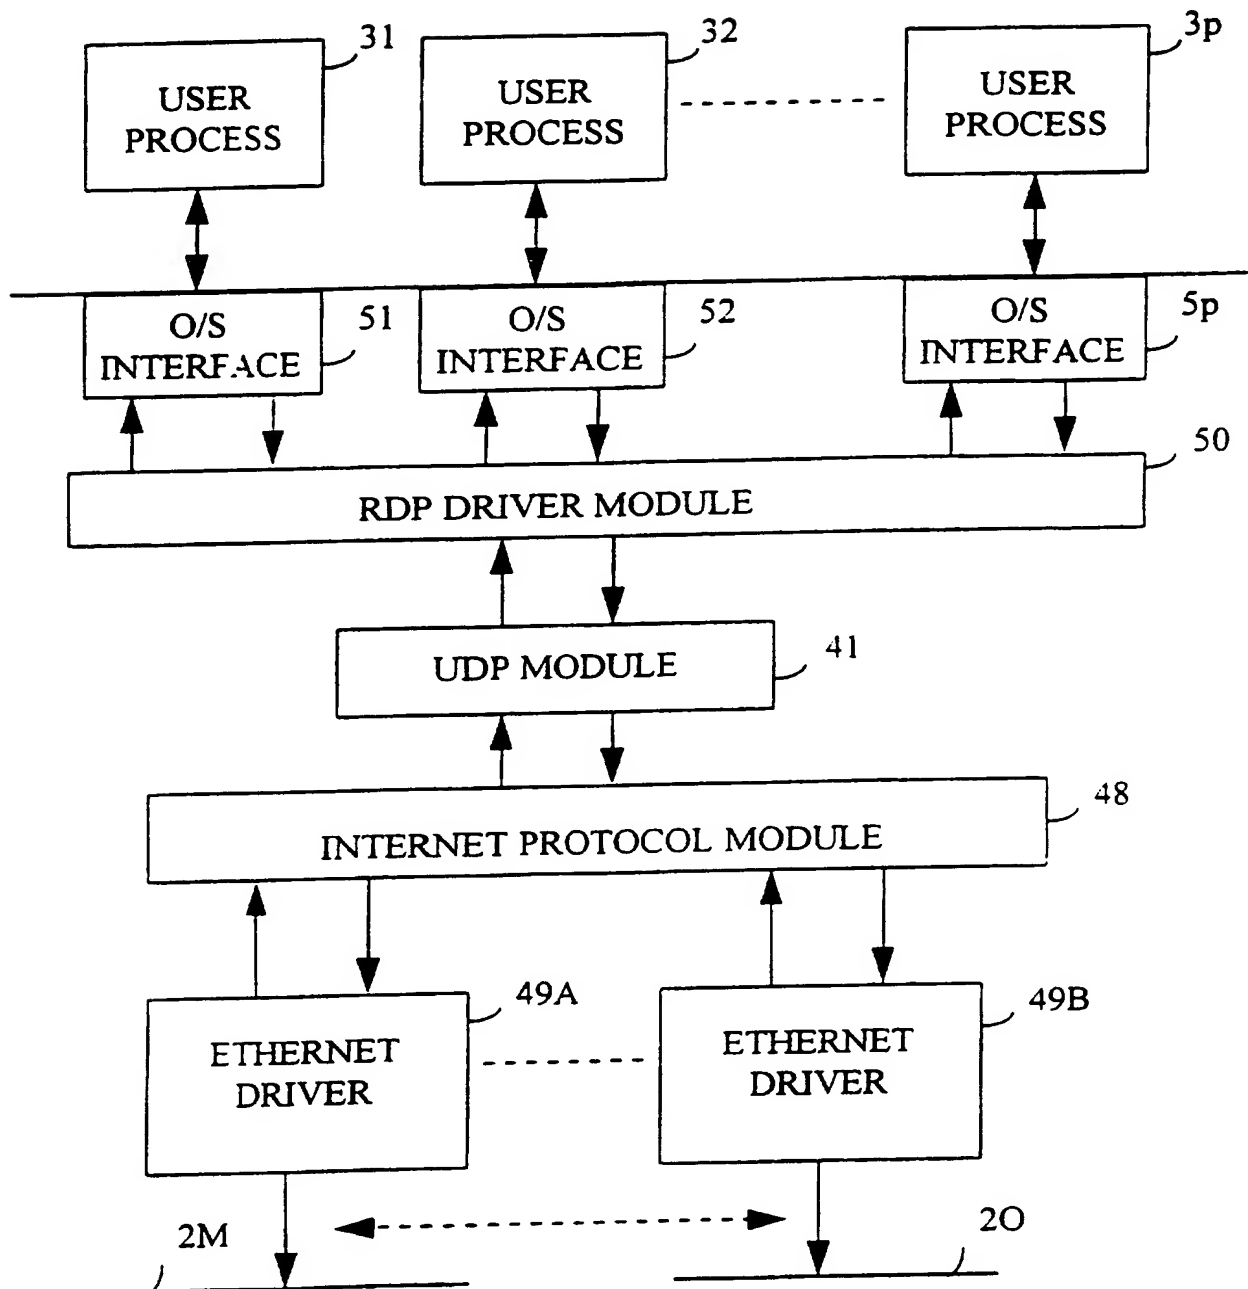 31
32
3p
USER
PROCESS
USER
PROCESS
USER
PROCESS
51
52
5p
O/S
INTERFACE
O/S
INTERFACE
O/S
INTERFACE
50
RDP DRIVER MODULE
41
UDP MODULE
48
INTERNET PROTOCOL MODULE
49A
49B
ETHERNET
DRIVER
ETHERNET
DRIVER
2M
2O